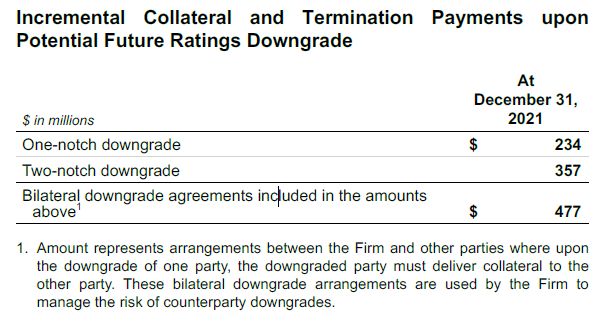 Incremental Collateral and Termination Payments upon
Potential Future Ratings Downgrade
At
December 31,
$ in millions 2021
One-notch downgrade $ 234
Two-notch downgrade 357
Bilateral downgrade agreements included in the amounts
above1 $ 477
1. Amount represents arrangements between the Firm and other parties where upon
the downgrade of one party, the downgraded party must deliver collateral to the
other party. These bilateral downgrade arrangements are used by the Firm to
manage the risk of counterparty downgrades.